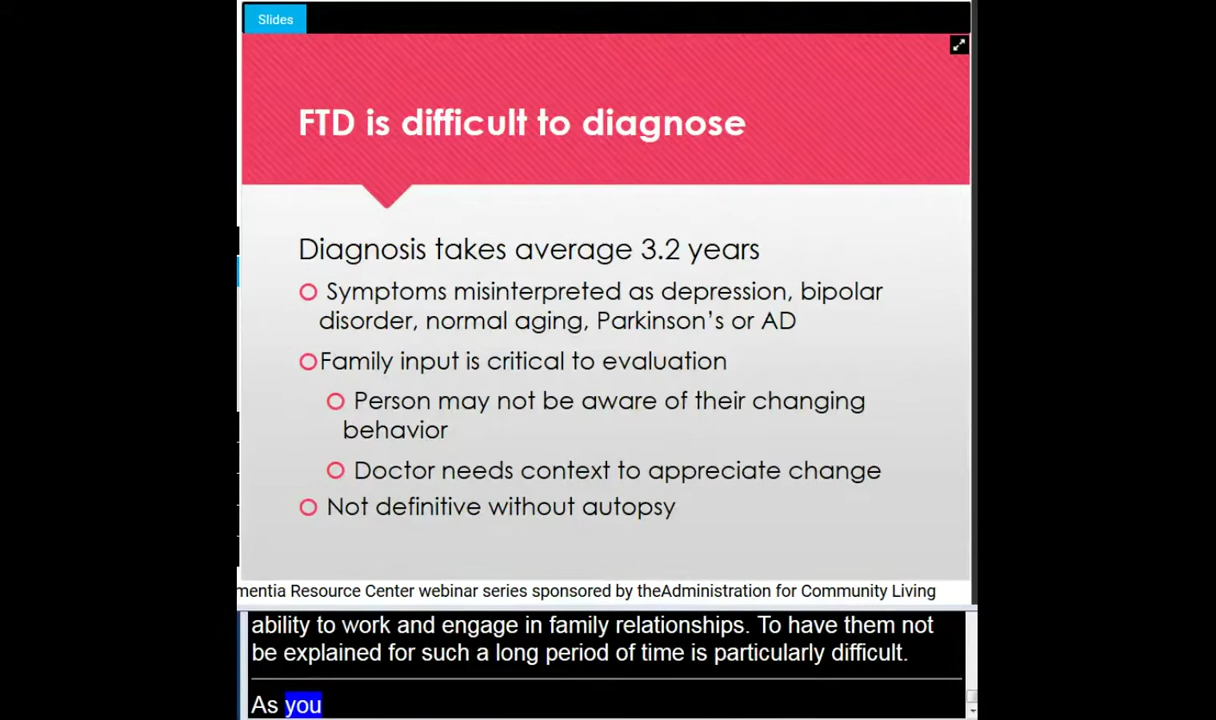 Slides
FTD is difficult to diagnose
Diagnosis takes average 3.2 years
Symptoms misinterpreted as depression, bipolar
disorder, normal aging, Parkinson's or AD
Family input is critical to evaluation
Person may not be aware of their changing
behavior
Doctor needs context to appreciate change
Not definitive without autopsy
mentia Resource Center webinar series sponsored by theAdministration for Community Living
ability to work and engage in family relationships. To have them not
be explained for such a long period of time is particularly difficult.
As you